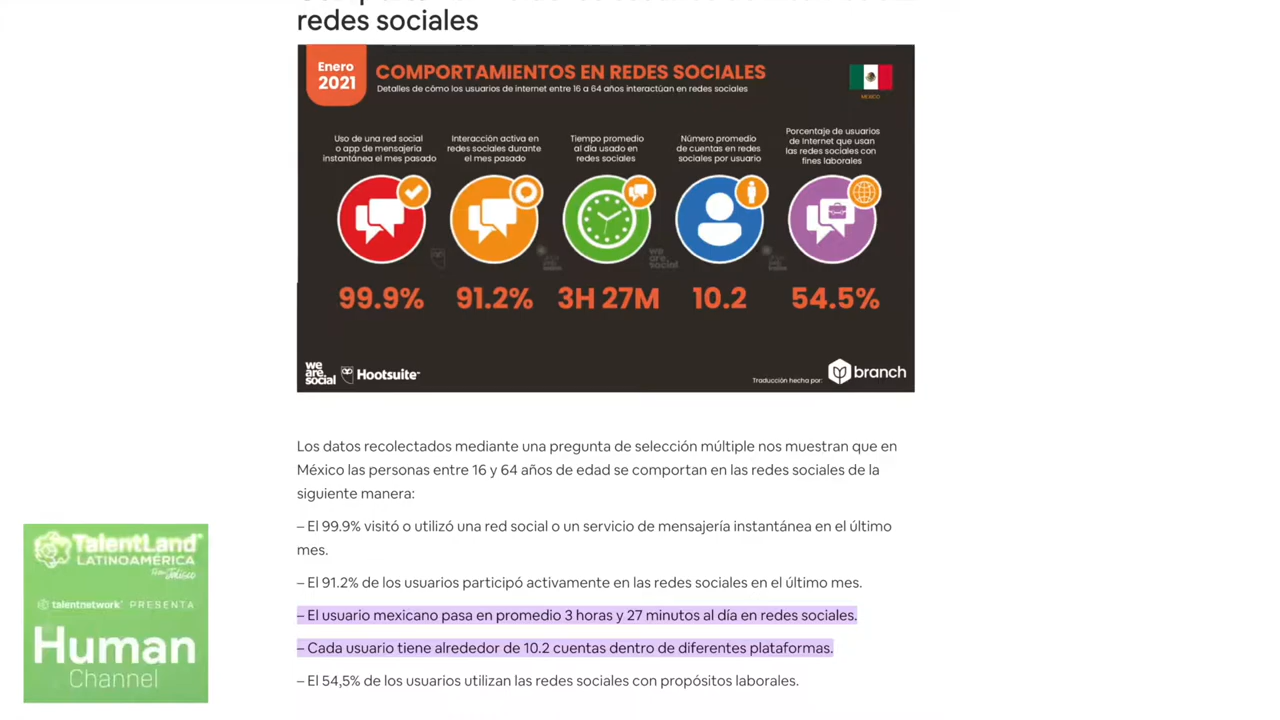 redes sociales
Enero
2021
COMPORTAMIENTOS EN REDES SOCIALES
Detalles de cómo los usuarios de internet entre 16 a 64 años interactúan en redes sociales
MÉXICO
Uso de una red social
o app de mensajería
instantánea el mes pasado
Interacción activa en
redes sociales durante
el mes pasado
Tiempo promedio
al día usado en
redes sociales
Número promedio
de cuentas en redes
sociales por usuario
Porcentaje de usuarios
de Internet que usan
las redes sociales con
fines laborales
we
are
social
99.9%
91.2%
3H 27M
10.2
54.5%
we
are
social
Hootsuite™
Traducción hecha por:
branch
Los datos recolectados mediante una pregunta de selección múltiple nos muestran que en
México las personas entre 16 y 64 años de edad se comportan en las redes sociales de la
siguiente manera:
– El 99.9% visitó o utilizó una red social o un servicio de mensajería instantánea en el último
mes.
– El 91.2% de los usuarios participó activamente en las redes sociales en el último mes.
– El usuario mexicano pasa en promedio 3 horas y 27 minutos al día en redes sociales.
– Cada usuario tiene alrededor de 10.2 cuentas dentro de diferentes plataformas.
– El 54,5% de los usuarios utilizan las redes sociales con propósitos laborales.
TalentLand
LATINOAMÉRICA
Jalisco
talentnetwork PRESENTA
Human
Channel